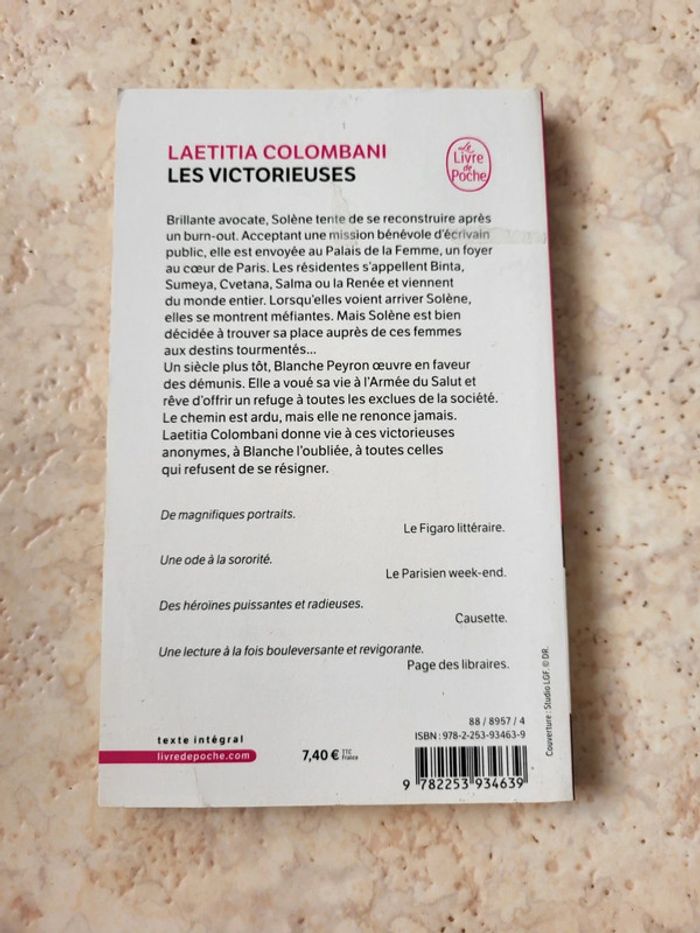 LAETITIA COLOMBANI
LES VICTORIEUSES
Le
Livre
de
Poche
Brillante avocate, Solène tente de se reconstruire après
un burn-out. Acceptant une mission bénévole d'écrivain
public, elle est envoyée au Palais de la Femme, un foyer
au cœur de Paris. Les résidentes s'appellent Binta,
Sumeya, Cvetana, Salma ou la Renée et viennent
du monde entier. Lorsqu'elles voient arriver Solène,
elles se montrent méfiantes. Mais Solène est bien
décidée à trouver sa place auprès de ces femmes
aux destins tourmentés...
Un siècle plus tôt, Blanche Peyron œuvre en faveur
des démunis. Elle a voué sa vie à l'Armée du Salut et
rêve d'offrir un refuge à toutes les exclues de la société.
Le chemin est ardu, mais elle ne renonce jamais.
Laetitia Colombani donne vie à ces victorieuses
anonymes, à Blanche l'oubliée, à toutes celles
qui refusent de se résigner.
De magnifiques portraits.
Le Figaro littéraire.
Une ode à la sororité.
Le Parisien week-end.
Des héroïnes puissantes et radieuses.
Causette.
Une lecture à la fois bouleversante et revigorante.
Page des libraires.
Couverture : Studio LGF. © DR.
88 / 8957 / 4
ISBN : 978-2-253-93463-9
texte intégral
livredepoche.com
7,40 € TTC
France
9 782253 934639